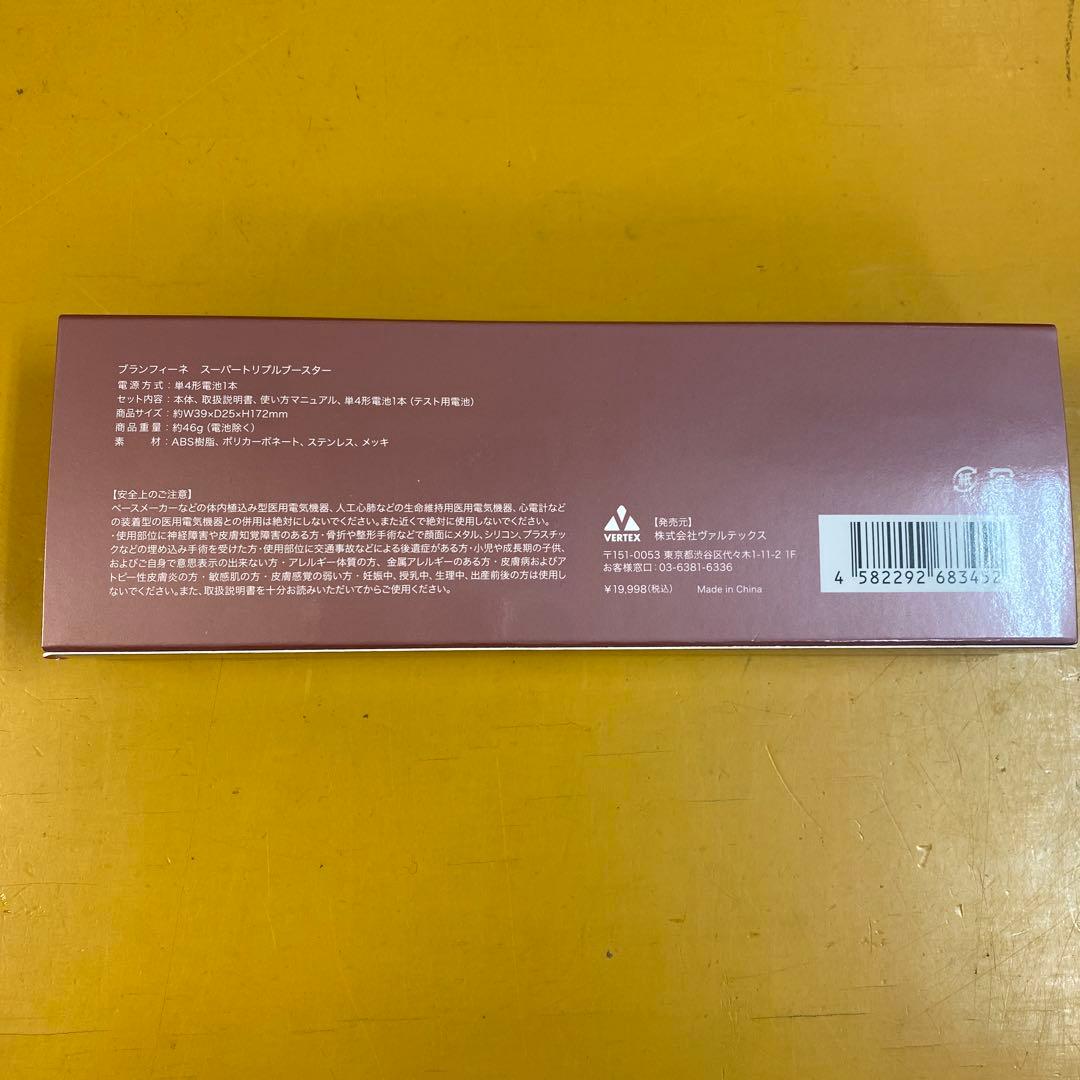 ブランフィーネ　スーパートリプルブースター
電源方式：単4形電池1本
セット内容：本体、取扱説明書、使い方マニュアル、単4形電池1本（テスト用電池）
商品サイズ：約W39×D25×H172mm
商品重量：約46g（電池除く）
素　　材：ABS樹脂、ポリカーボネート、ステンレス、メッキ
【安全上のご注意】
ペースメーカーなどの体内植込み型医用電気機器、人工心肺などの生命維持用医用電気機器、心電計など
の装着型の医用電気機器との併用は絶対にしないでください。また近くで絶対に使用しないでください。
・使用部位に神経障害や皮膚知覚障害のある方・骨折や整形手術などで顔面にメタル、シリコン、プラスチッ
クなどの埋め込み手術を受けた方・使用部位に交通事故などによる後遺症がある方・小児や成長期の子供、
およびご自身で意思表示の出来ない方・アレルギー体質の方、金属アレルギーのある方・皮膚病およびア
トピー性皮膚炎の方・敏感肌の方・皮膚感覚の弱い方・妊娠中、授乳中、生理中、出産前後の方は使用し
ないでください。また、取扱説明書を十分お読みいただいてからご使用ください。
VERTEX
【発売元】
株式会社ヴァルテックス
〒151-0053 東京都渋谷区代々木1-11-2 1F
お客様窓口：03-6381-6336
￥19,998（税込）　Made in China
紙
4 582292 683452